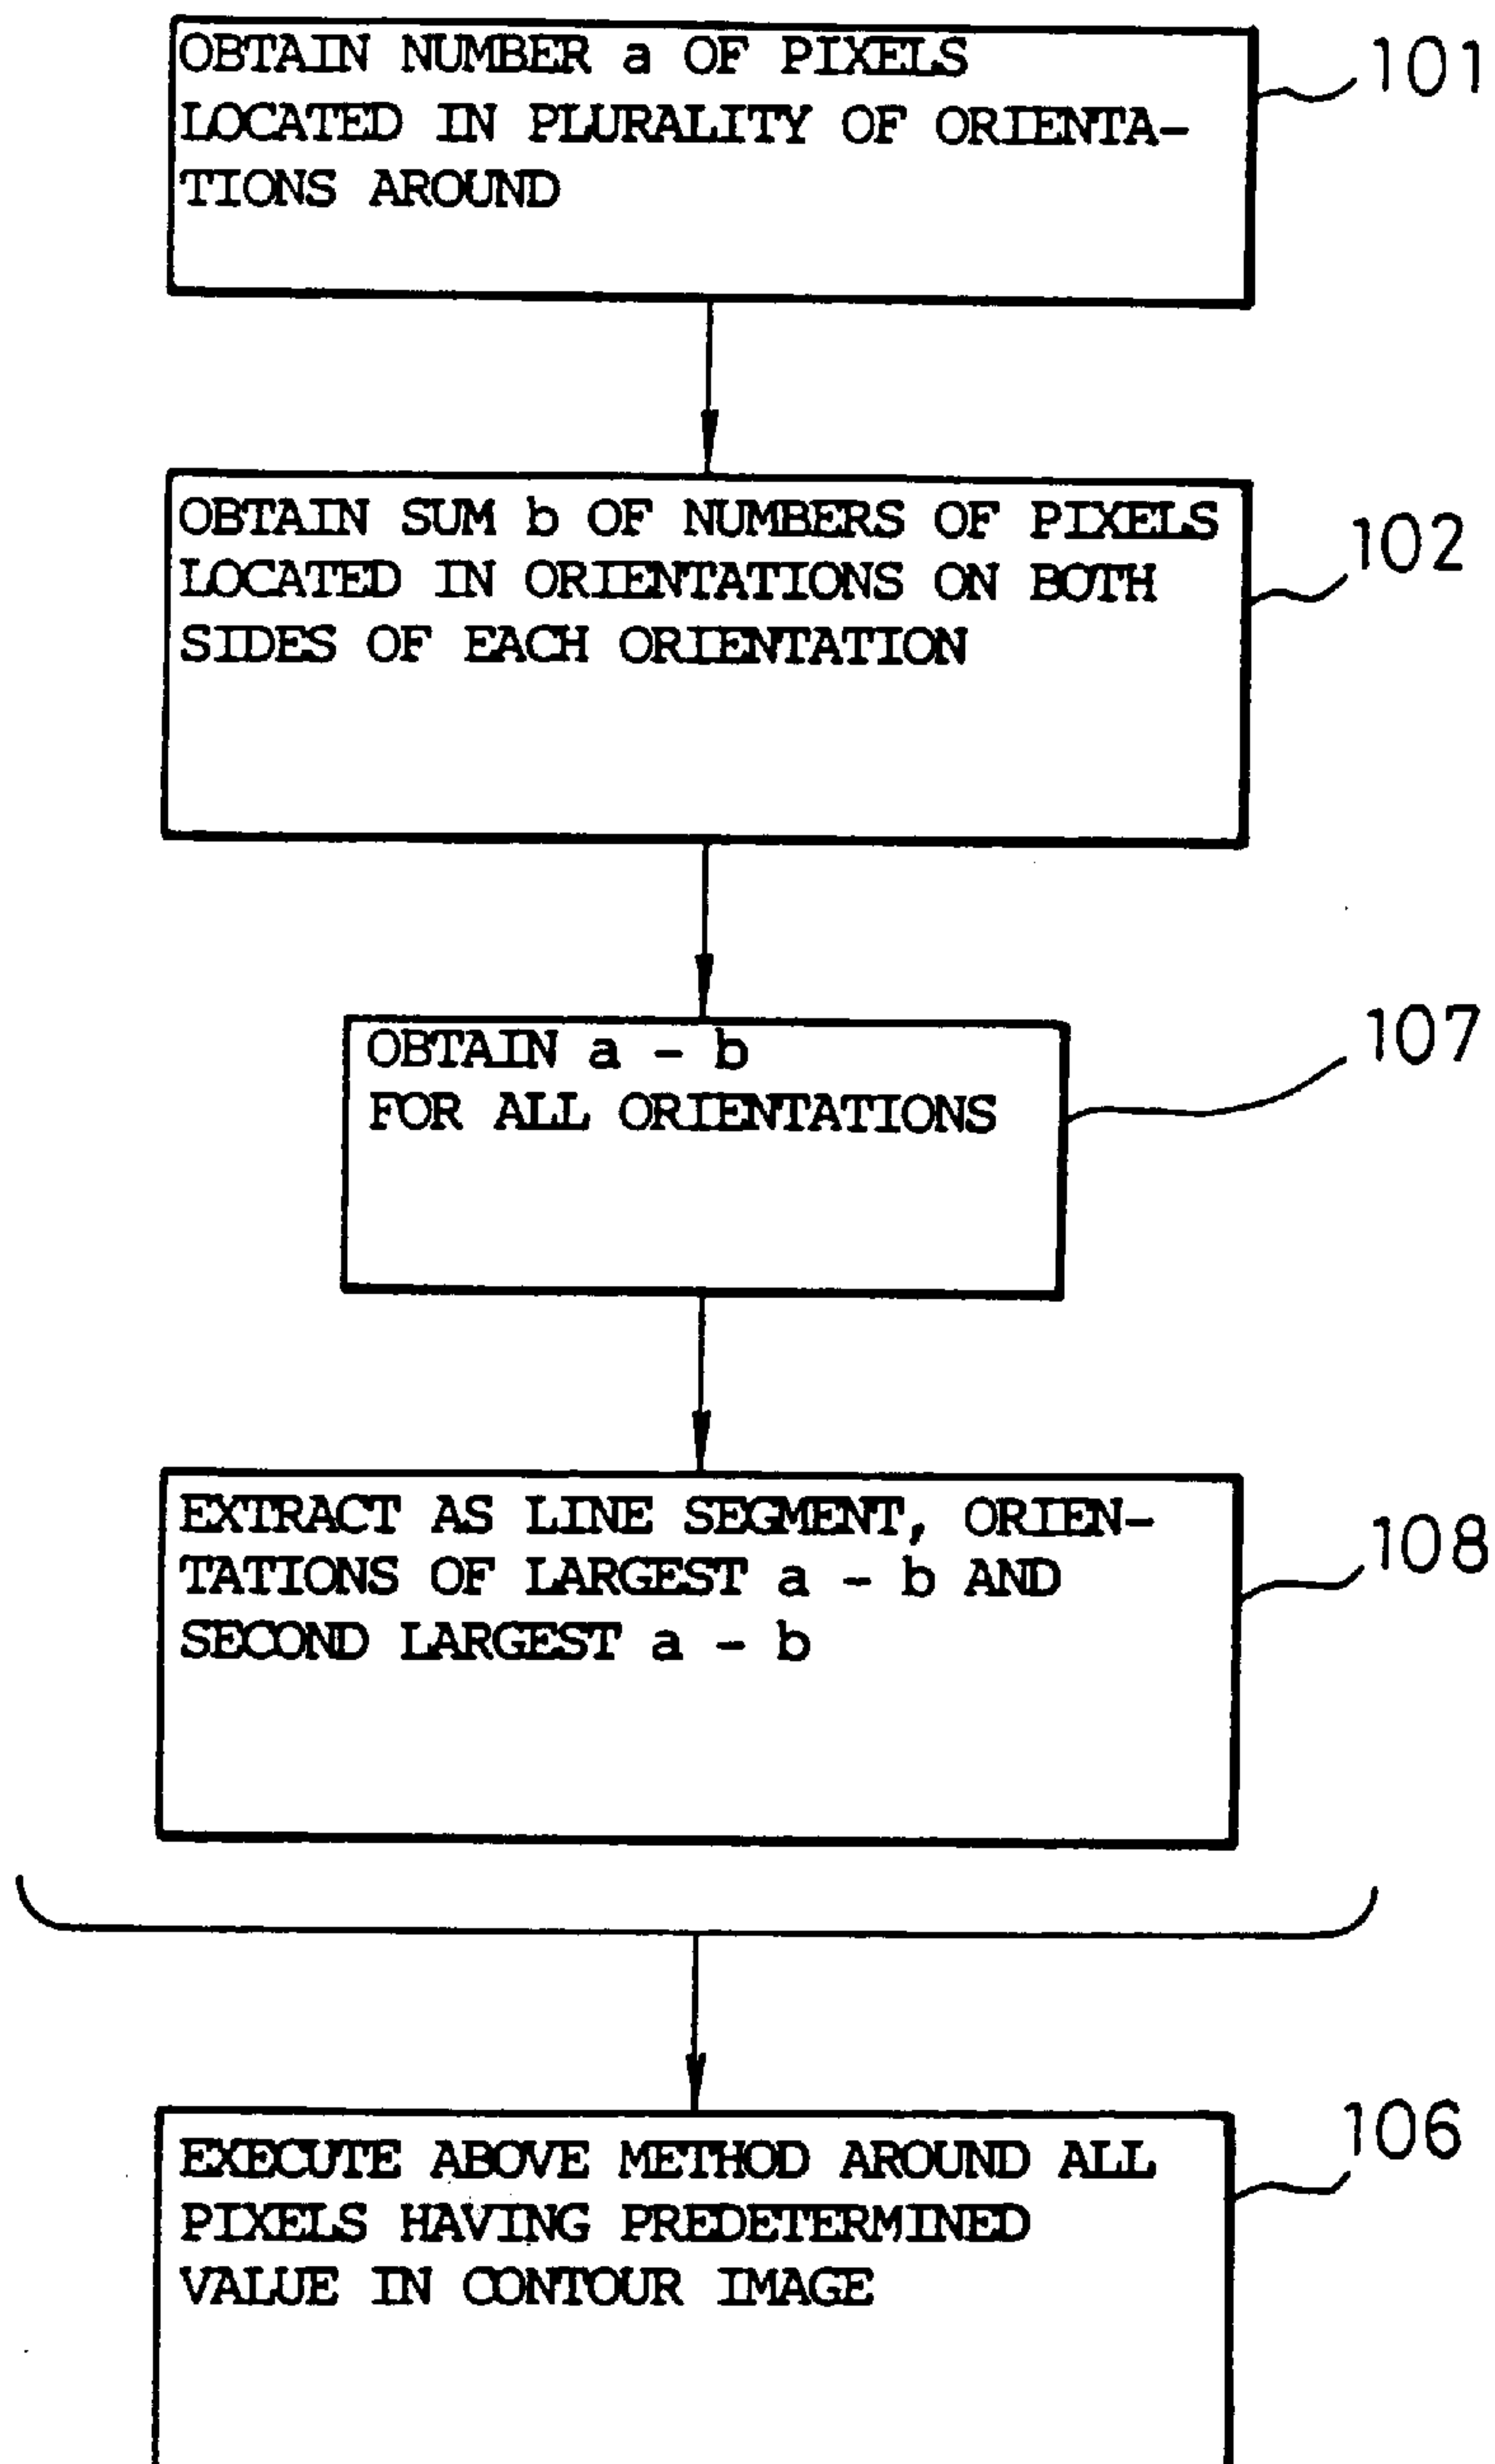 OBTAIN NUMBER a OF PIXELS
LOCATED IN PLURALITY OF ORIENTA-
TIONS AROUND
101
OBTAIN SUM b OF NUMBERS OF PIXELS
LOCATED IN ORIENTATIONS ON BOTH
SIDES OF EACH ORIENTATION
102
OBTAIN a - b
FOR ALL ORIENTATIONS
107
EXTRACT AS LINE SEGMENT, ORIEN-
TATIONS OF LARGEST a - b AND
SECOND LARGEST a - b
108
EXECUTE ABOVE METHOD AROUND ALL
PIXELS HAVING PREDETERMINED
VALUE IN CONTOUR IMAGE
106